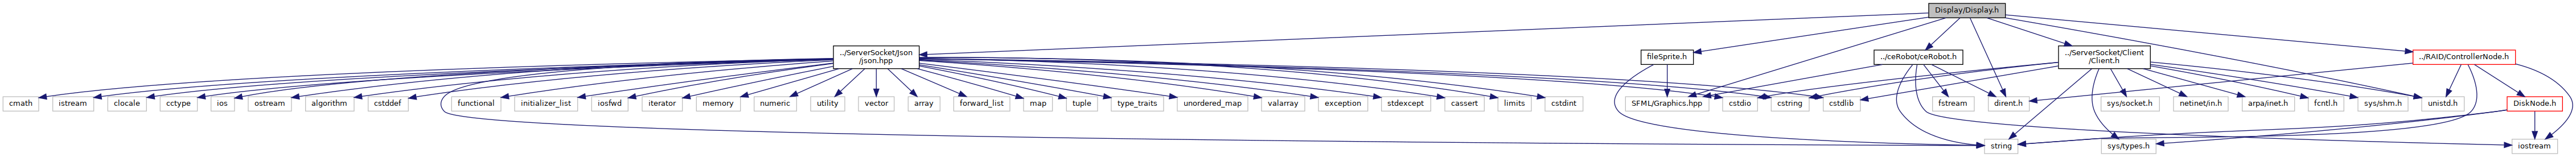 Display/Display.h
../ServerSocket/Json
/json.hpp
fileSprite.h
../ceRobot/ceRobot.h
../ServerSocket/Client
/Client.h
../RAID/ControllerNode.h
cmath
istream
clocale
cctype
ios
ostream
algorithm
cstddef
functional
initializer_list
iosfwd
iterator
memory
numeric
utility
vector
array
forward_list
map
tuple
type_traits
unordered_map
valarray
exception
stdexcept
cassert
limits
cstdint
SFML/Graphics.hpp
cstdio
cstring
cstdlib
fstream
dirent.h
sys/socket.h
netinet/in.h
arpa/inet.h
fcntl.h
sys/shm.h
unistd.h
DiskNode.h
string
sys/types.h
iostream